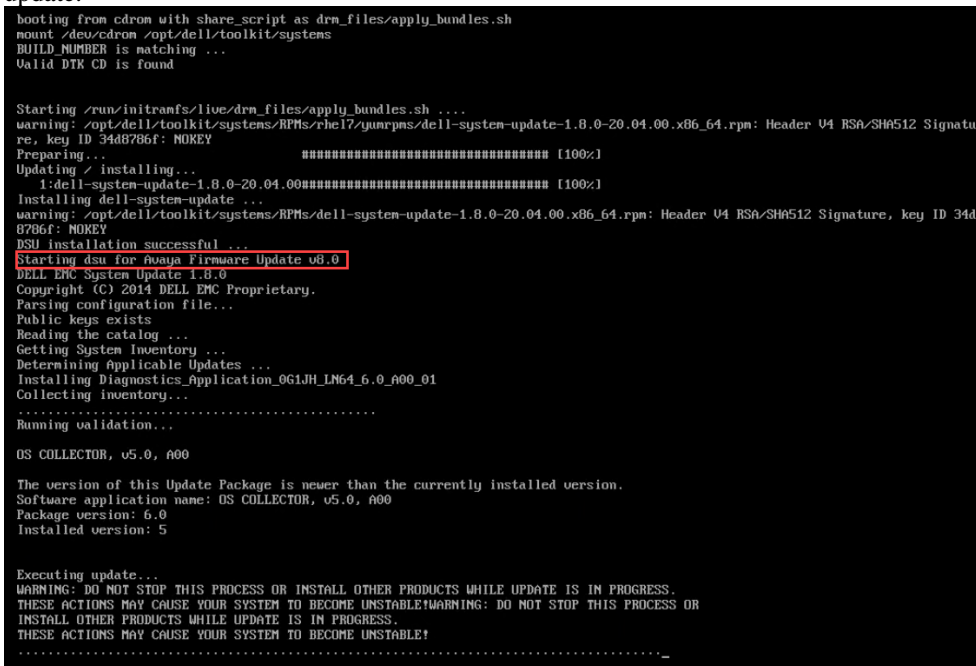 update.
booting from cdrom with share_script as drm_files/apply_bundles.sh
mount /dev/cdrom /opt/dell/toolkit/systems
BUILD_NUMBER is matching ...
Valid DTK CD is found
Starting /run/initramfs/live/drm_files/apply_bundles.sh ....
warning: /opt/dell/toolkit/systems/RPMs/rhel7/yumrpms/dell-system-update-1.8.0-20.04.00.x86_64.rpm: Header V4 RSA/SHA512 Signatu
re, key ID 34d8786f: NOKEY
Preparing... ################################# [100%]
Updating / installing...
1:dell-system-update-1.8.0-20.04.00################################# [100%]
Installing dell-system-update ...
warning: /opt/dell/toolkit/systems/RPMs/dell-system-update-1.8.0-20.04.00.x86_64.rpm: Header V4 RSA/SHA512 Signature, key ID 34d
8786f: NOKEY
DSU installation successful ...
Starting dsu for Avaya Firmware Update v8.0
DELL EMC System Update 1.8.0
Copyright (C) 2014 DELL EMC Proprietary.
Parsing configuration file...
Public keys exists
Reading the catalog ...
Getting System Inventory ...
Determining Applicable Updates ...
Installing Diagnostics_Application_0G1JH_LN64_6.0_A00_01
Collecting inventory...
................................................
Running validation...
OS COLLECTOR, v5.0, A00
The version of this Update Package is newer than the currently installed version.
Software application name: OS COLLECTOR, v5.0, A00
Package version: 6.0
Installed version: 5
Executing update...
WARNING: DO NOT STOP THIS PROCESS OR INSTALL OTHER PRODUCTS WHILE UPDATE IS IN PROGRESS.
THESE ACTIONS MAY CAUSE YOUR SYSTEM TO BECOME UNSTABLE!WARNING: DO NOT STOP THIS PROCESS OR
INSTALL OTHER PRODUCTS WHILE UPDATE IS IN PROGRESS.
THESE ACTIONS MAY CAUSE YOUR SYSTEM TO BECOME UNSTABLE!
......................................................................................_